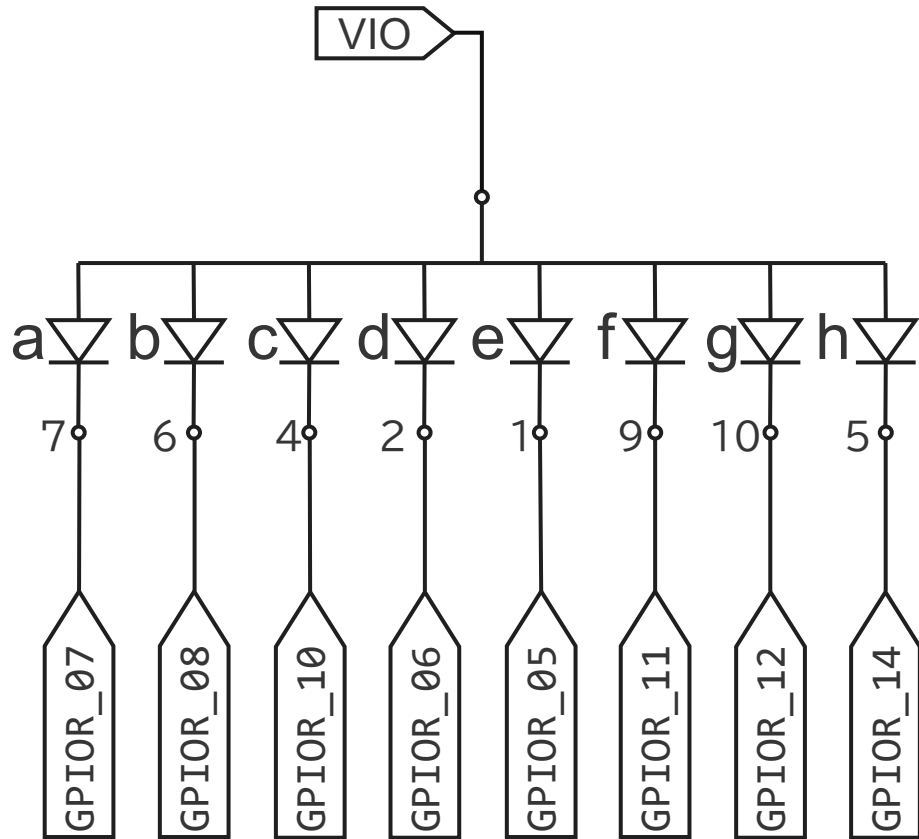 VIO
a b c d e f g h
7 6 4 2 1 9 10 5
GPIOR_07
GPIOR_08
GPIOR_10
GPIOR_06
GPIOR_05
GPIOR_11
GPIOR_12
GPIOR_14